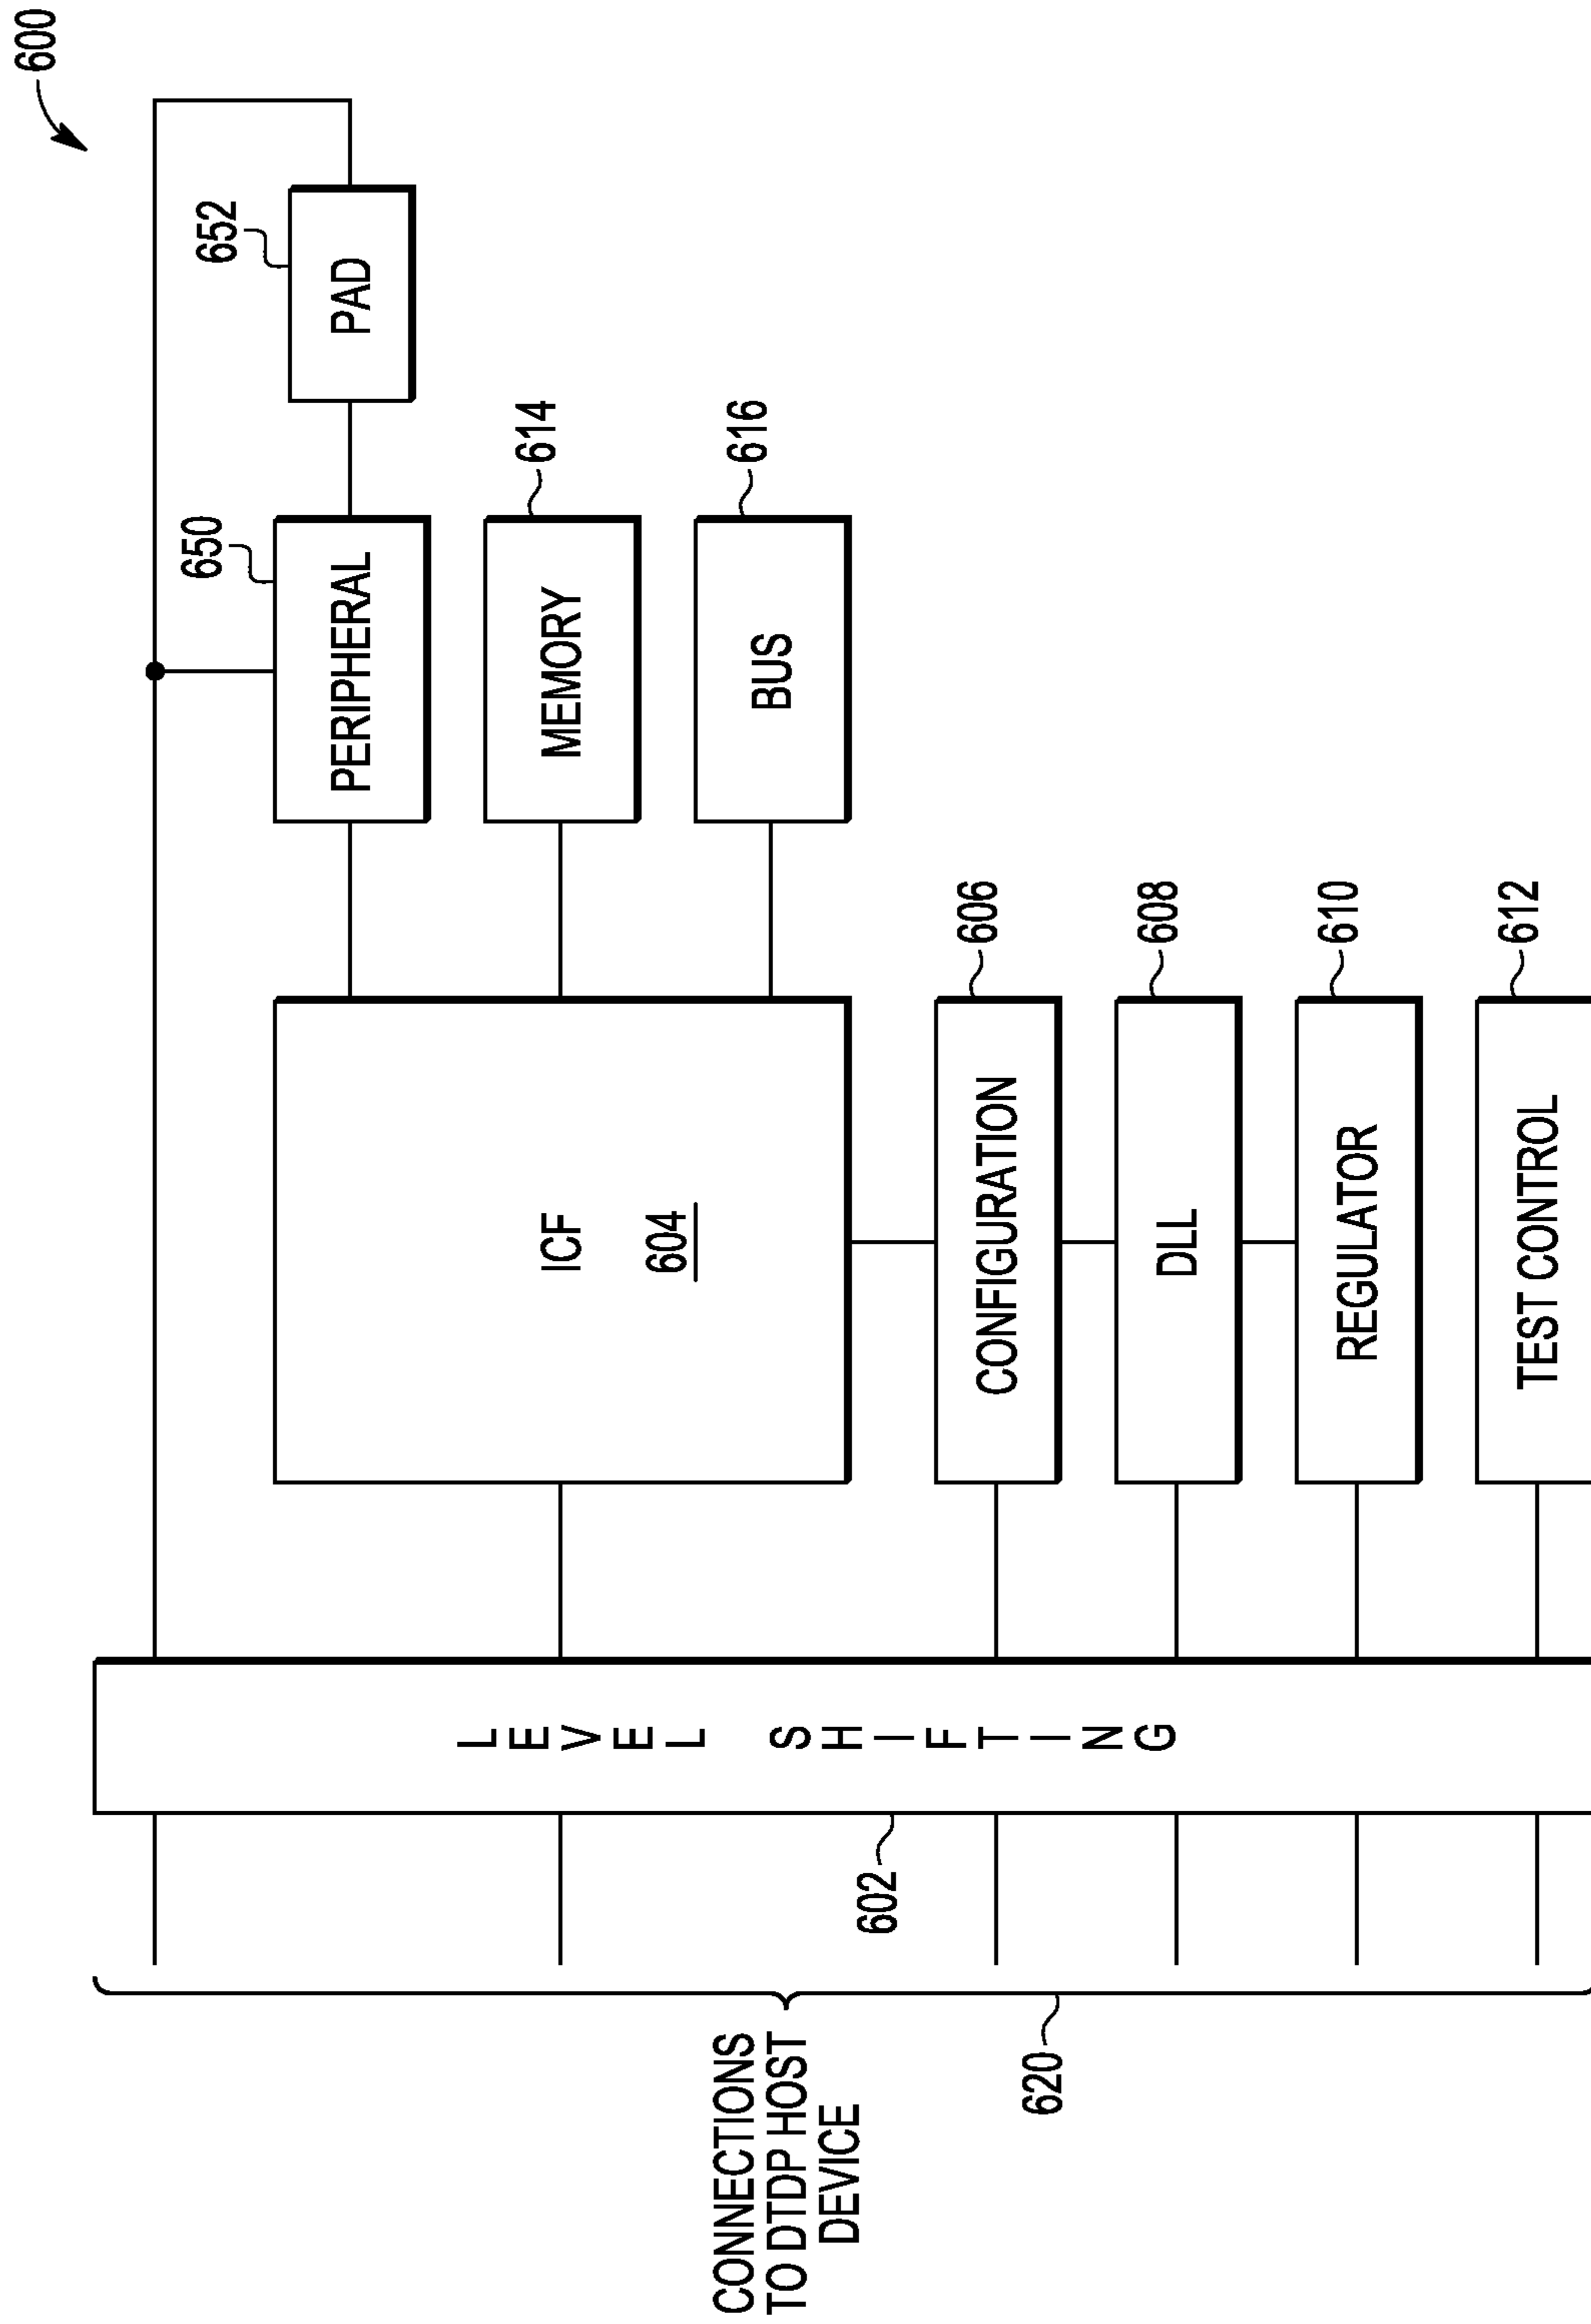 600
652
PAD
650
PERIPHERAL
614
MEMORY
616
BUS
ICF
604
606
CONFIGURATION
608
DLL
610
REGULATOR
612
TEST CONTROL
LEVEL SHIFTING
602
CONNECTIONS
TO DTDP HOST
DEVICE
620